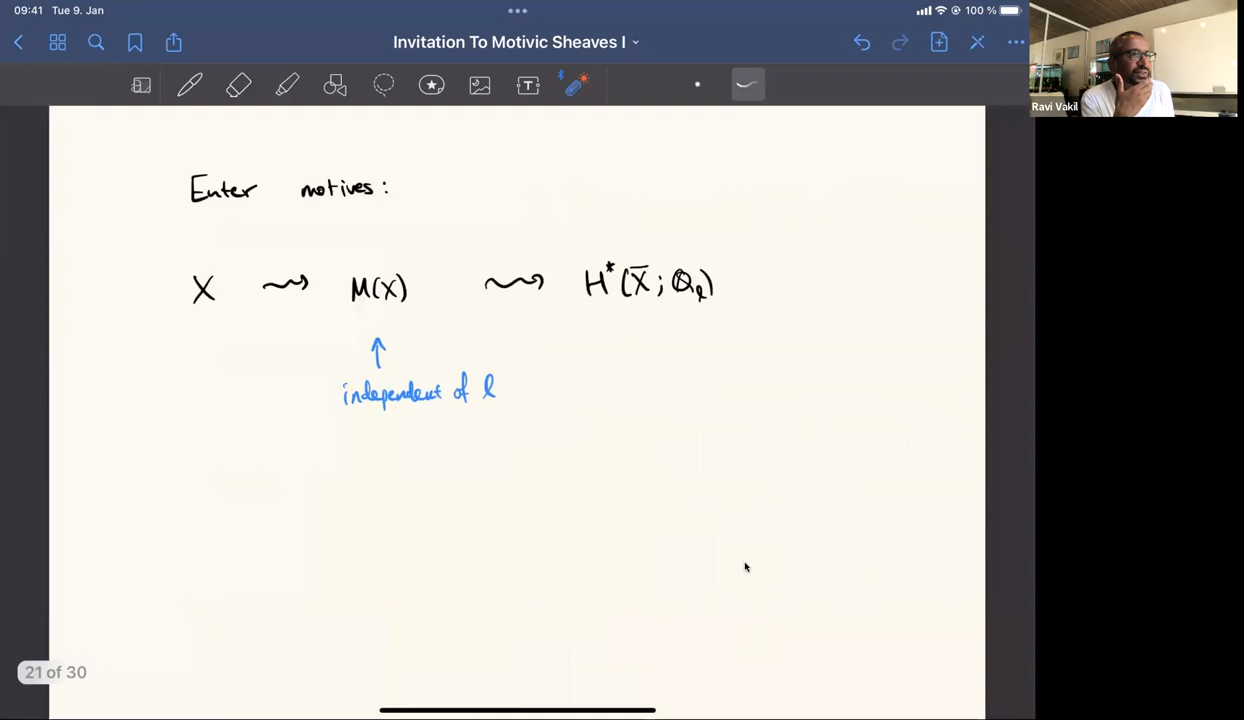 09:41 Tue 9. Jan
100 %
Invitation To Motivic Sheaves I
Ravi Vakil
Enter motives:
X ⇝ M(X) ⇝ H*(X̄; ℚₗ)
↑
independent of l
21 of 30